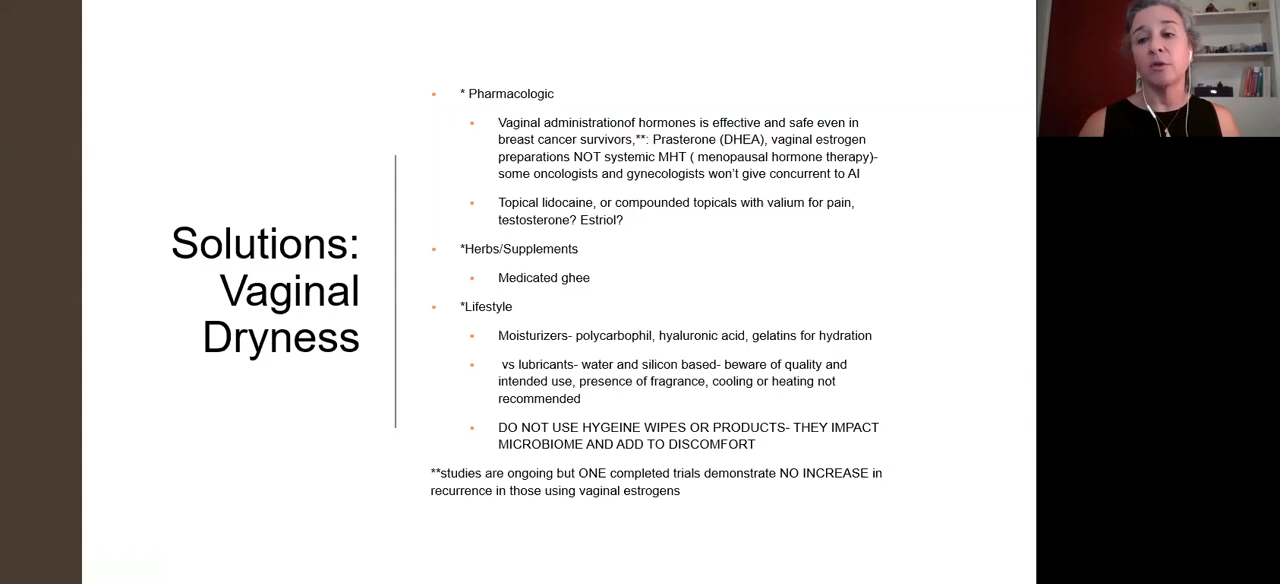 Solutions:
Vaginal
Dryness
* Pharmacologic
Vaginal administrationof hormones is effective and safe even in
breast cancer survivors,**: Prasterone (DHEA), vaginal estrogen
preparations NOT systemic MHT ( menopausal hormone therapy)-
some oncologists and gynecologists won't give concurrent to AI
Topical lidocaine, or compounded topicals with valium for pain,
testosterone? Estriol?
*Herbs/Supplements
Medicated ghee
*Lifestyle
Moisturizers- polycarbophil, hyaluronic acid, gelatins for hydration
vs lubricants- water and silicon based- beware of quality and
intended use, presence of fragrance, cooling or heating not
recommended
DO NOT USE HYGEINE WIPES OR PRODUCTS- THEY IMPACT
MICROBIOME AND ADD TO DISCOMFORT
**studies are ongoing but ONE completed trials demonstrate NO INCREASE in
recurrence in those using vaginal estrogens